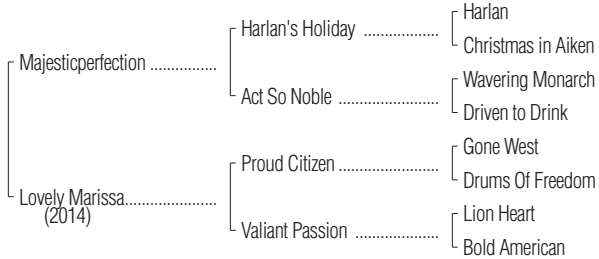 Harlan
Harlan's Holiday ..................
Christmas in Aiken
Majesticperfection ................
Wavering Monarch
Act So Noble ........................
Driven to Drink
Gone West
Proud Citizen ........................
Drums Of Freedom
Lovely Marissa......................
(2014)
Lion Heart
Valiant Passion ....................
Bold American